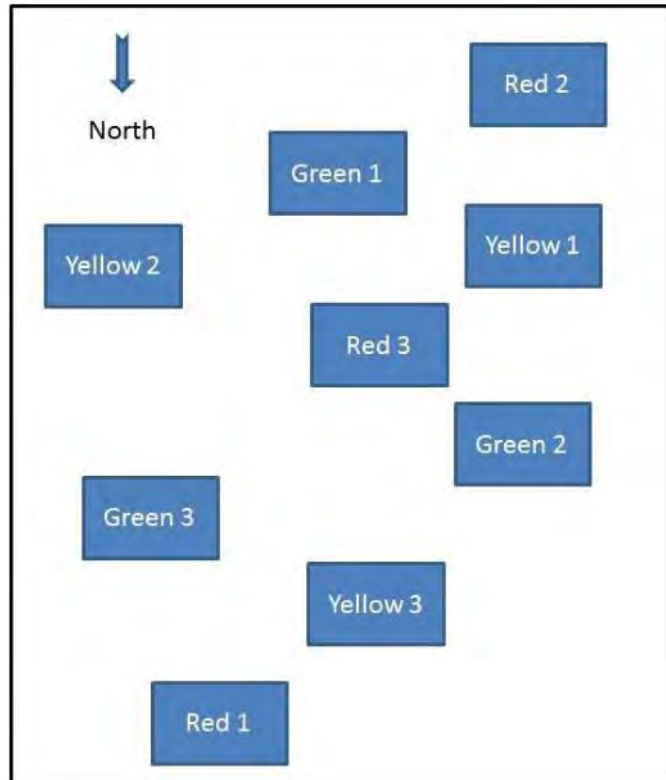 Red 2
North
Green 1
Yellow 1
Yellow 2
Red 3
Green 2
Green 3
Yellow 3
Red 1